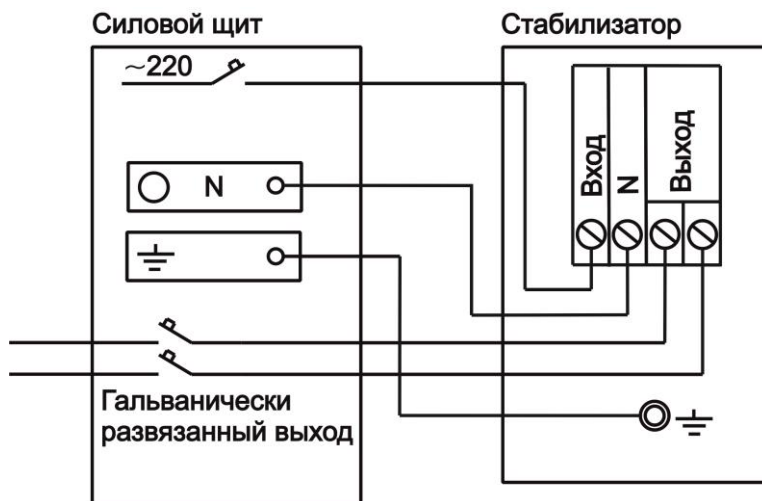 Силовой щит
Стабилизатор
~220
N
Вход
N
Выход
Гальванически
развязанный выход